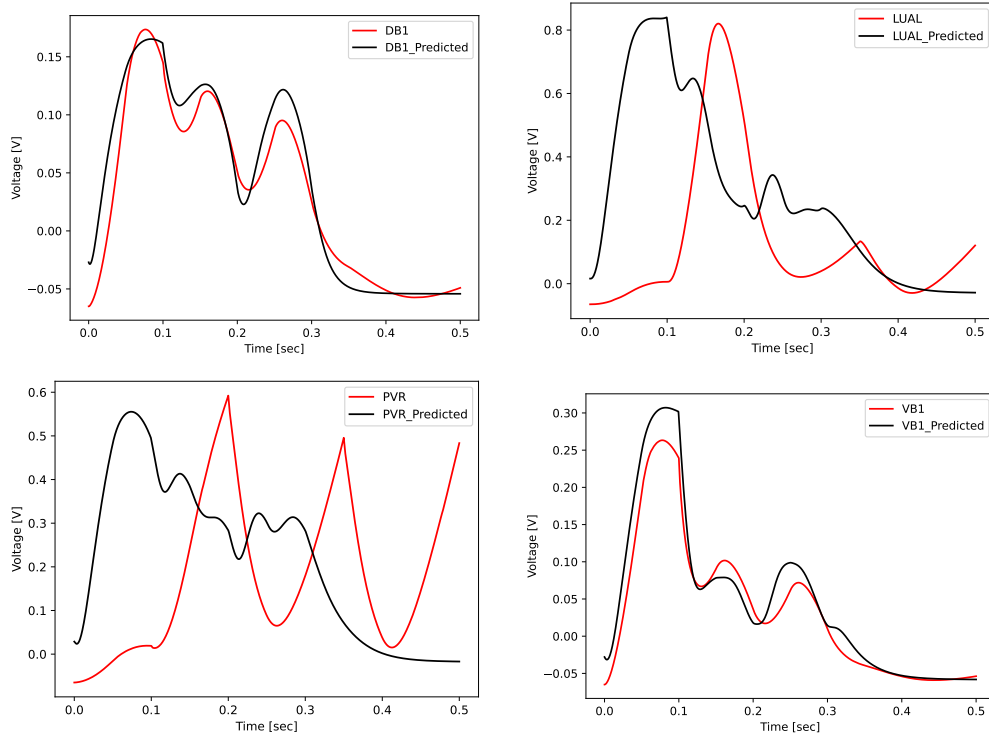 DB1
DB1_Predicted
0.15
0.10
0.05
0.00
−0.05
Voltage [V]
0.0 0.1 0.2 0.3 0.4 0.5
Time [sec]
LUAL
LUAL_Predicted
0.8
0.6
0.4
0.2
0.0
Voltage [V]
0.0 0.1 0.2 0.3 0.4 0.5
Time [sec]
PVR
PVR_Predicted
0.6
0.5
0.4
0.3
0.2
0.1
0.0
Voltage [V]
0.0 0.1 0.2 0.3 0.4 0.5
Time [sec]
VB1
VB1_Predicted
0.30
0.25
0.20
0.15
0.10
0.05
0.00
−0.05
Voltage [V]
0.0 0.1 0.2 0.3 0.4 0.5
Time [sec]